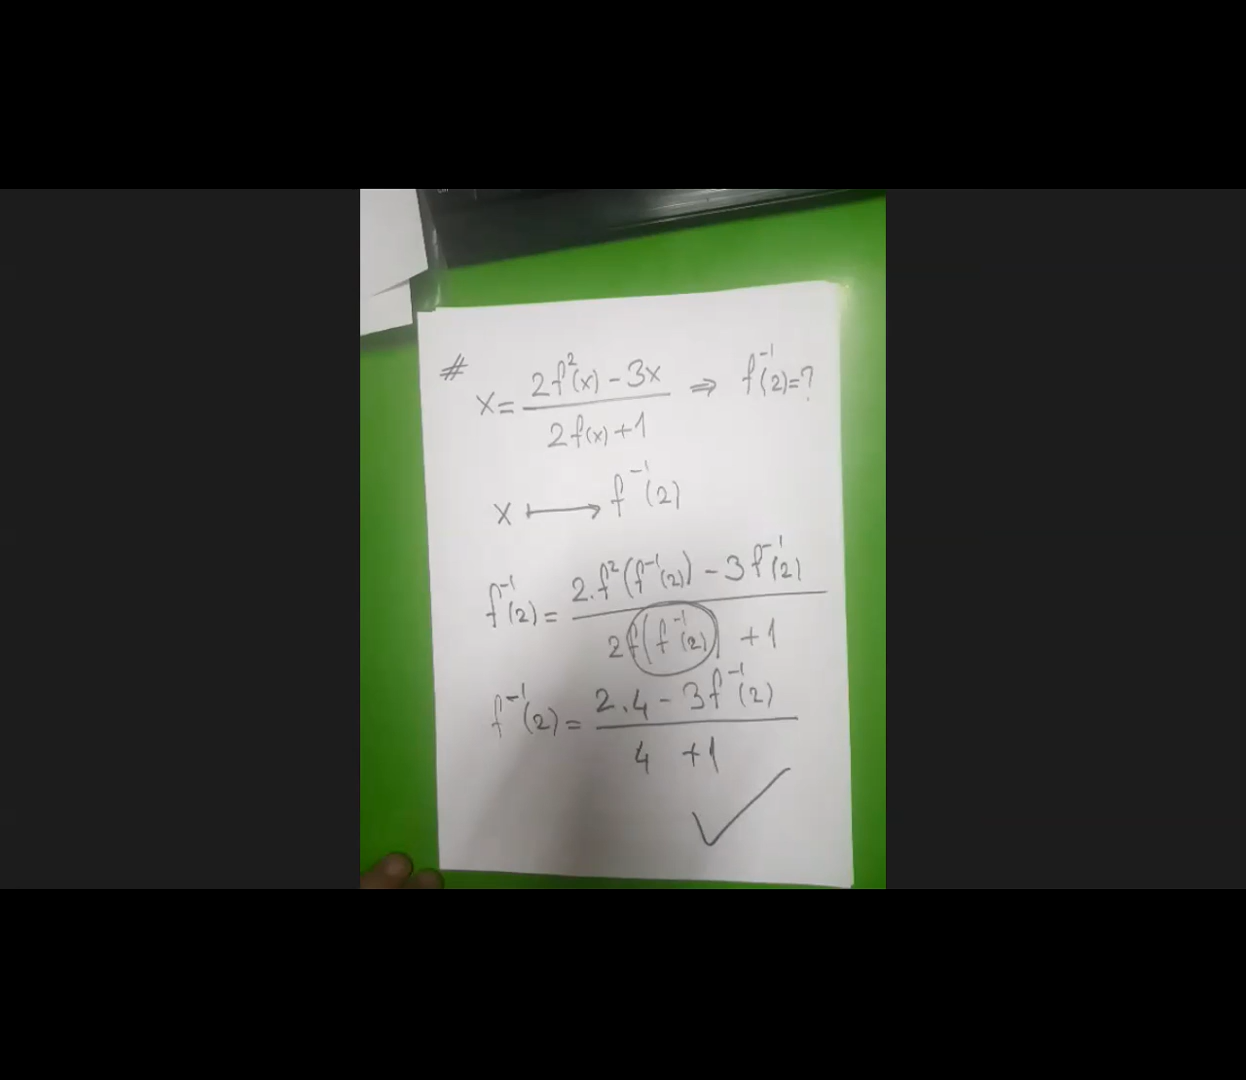 #
x = (2f²(x) - 3x) / (2f(x) + 1) ⇒ f⁻¹(2) = ?
x ⟼ f⁻¹(2)
f⁻¹(2) = (2.f²(f⁻¹(2)) - 3f⁻¹(2)) / (2f(f⁻¹(2)) + 1)
f⁻¹(2) = (2.4 - 3f⁻¹(2)) / (4 + 1)